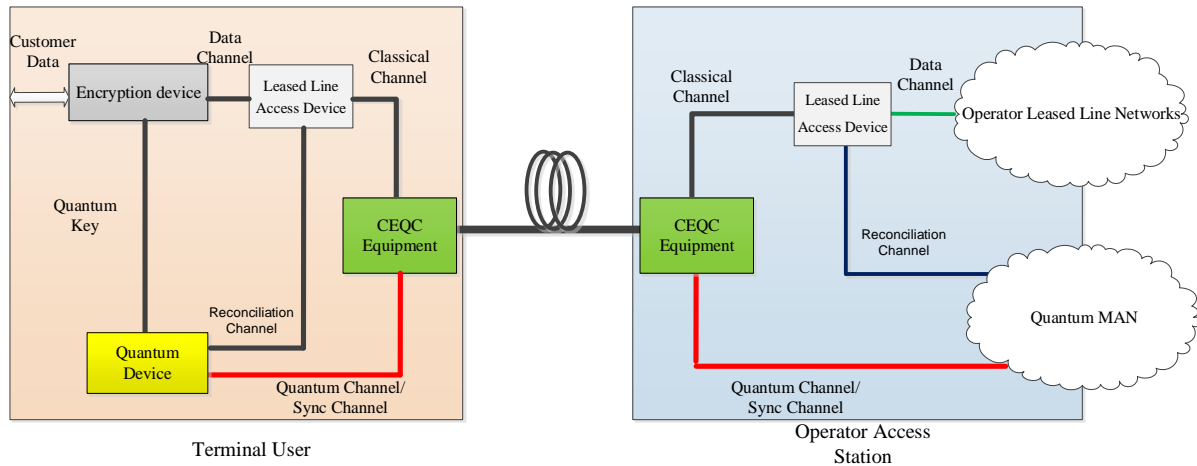 Customer
Data
Data
Channel
Classical
Channel
Encryption device
Leased Line
Access Device
Quantum
Key
CEQC
Equipment
Reconciliation
Channel
Quantum
Device
Quantum Channel/
Sync Channel
Terminal User
Classical
Channel
Data
Channel
Leased Line
Access Device
Operator Leased Line Networks
CEQC
Equipment
Reconciliation
Channel
Quantum MAN
Quantum Channel/
Sync Channel
Operator Access
Station